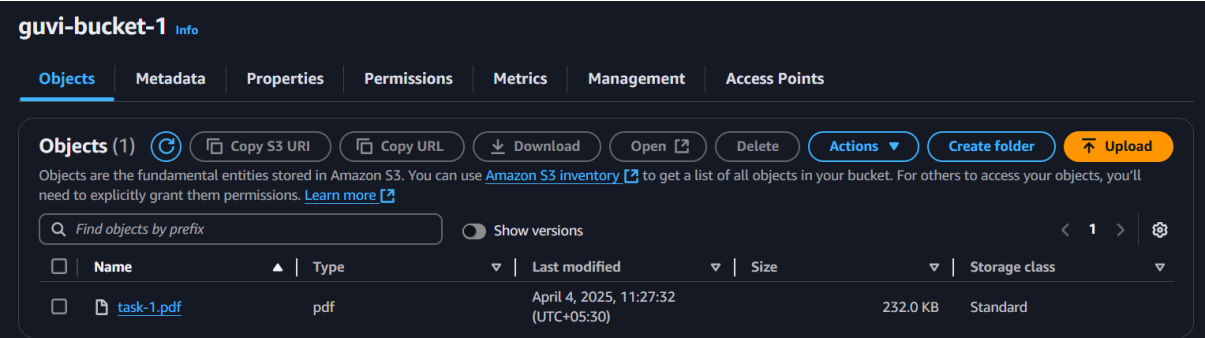 guvi-bucket-1 Info
Objects Metadata Properties Permissions Metrics Management Access Points
Objects (1) Copy S3 URI Copy URL Download Open Delete Actions Create folder Upload
Objects are the fundamental entities stored in Amazon S3. You can use Amazon S3 inventory to get a list of all objects in your bucket. For others to access your objects, you'll
need to explicitly grant them permissions. Learn more
Find objects by prefix Show versions 1
Name Type Last modified Size Storage class
task-1.pdf pdf April 4, 2025, 11:27:32 232.0 KB Standard
(UTC+05:30)